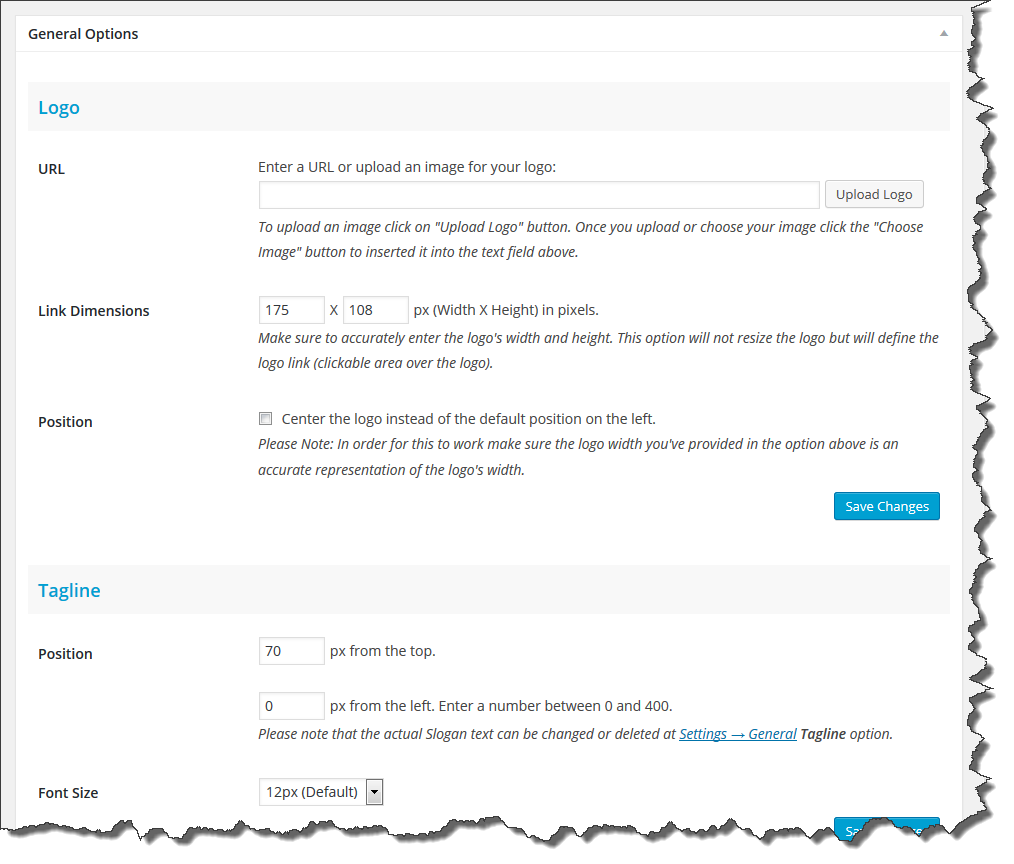 General Options
Logo
URL
Enter a URL or upload an image for your logo:
Upload Logo
To upload an image click on "Upload Logo" button. Once you upload or choose your image click the "Choose
Image" button to inserted it into the text field above.
Link Dimensions
175 X 108 px (Width X Height) in pixels.
Make sure to accurately enter the logo's width and height. This option will not resize the logo but will define the
logo link (clickable area over the logo).
Position
Center the logo instead of the default position on the left.
Please Note: In order for this to work make sure the logo width you've provided in the option above is an
accurate representation of the logo's width.
Save Changes
Tagline
Position
70 px from the top.
0 px from the left. Enter a number between 0 and 400.
Please note that the actual Slogan text can be changed or deleted at Settings → General Tagline option.
Font Size
12px (Default)